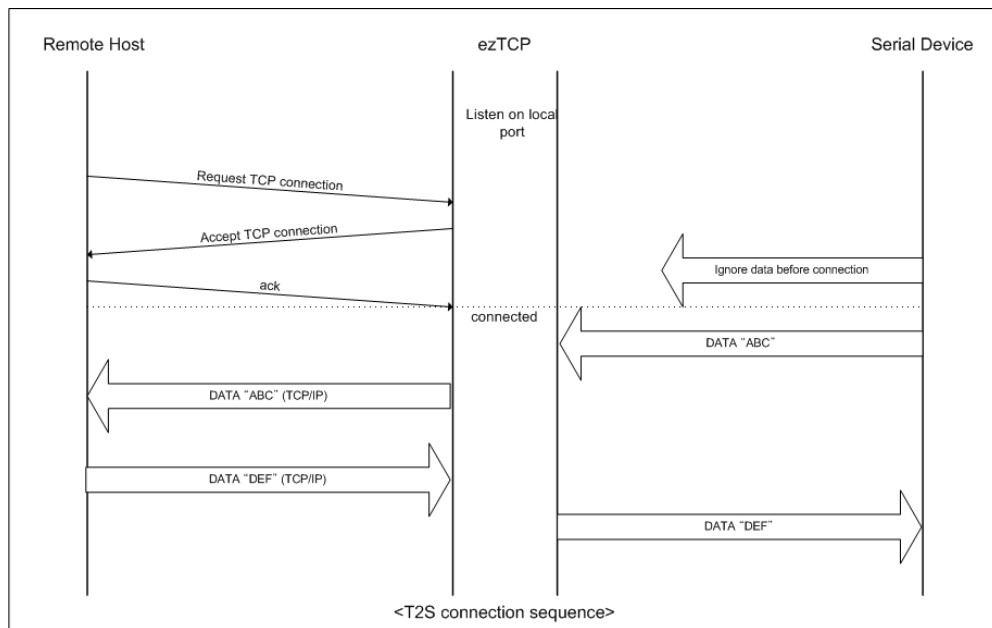 Remote Host
ezTCP
Serial Device
Listen on local
port
Request TCP connection
Accept TCP connection
Ignore data before connection
ack
connected
DATA “ABC”
DATA “ABC” (TCP/IP)
DATA “DEF” (TCP/IP)
DATA “DEF”
<T2S connection sequence>